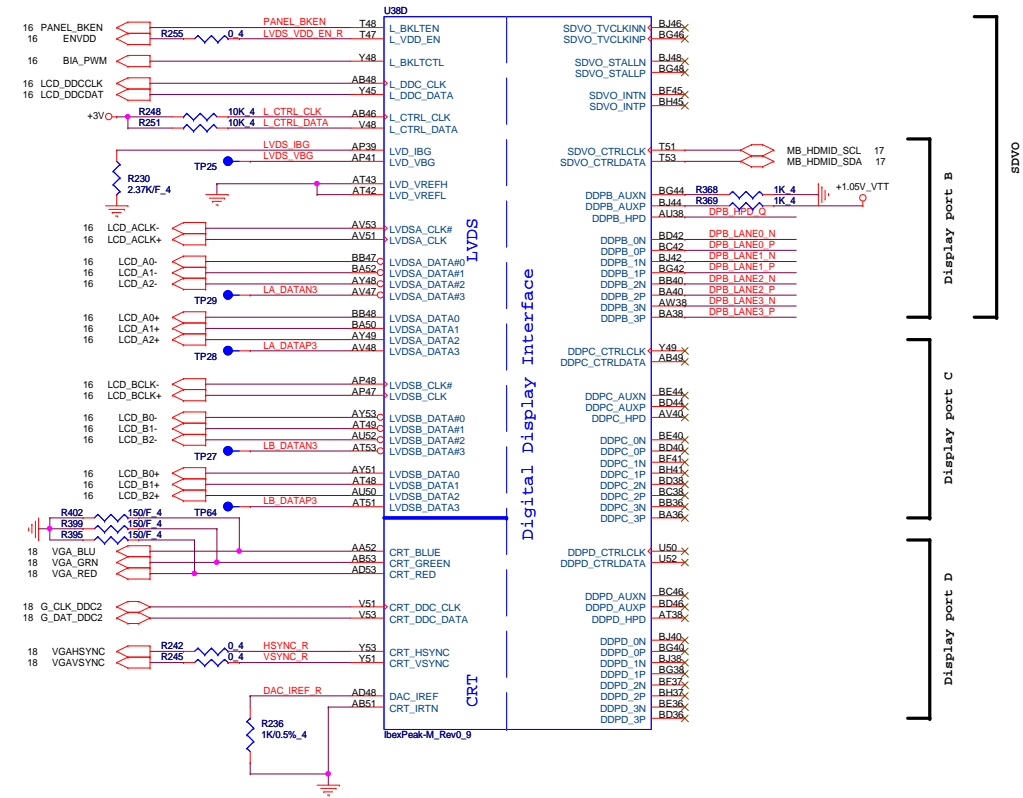 U38D
16 PANEL_BKEN PANEL_BKEN T48 L_BKLTEN
16 ENVDD R255 0_4 LVDS_VDD_EN_R T47 L_VDD_EN
16 BIA_PWM Y48 L_BKLTCTL
16 LCD_DDCCLK AB48 L_DDC_CLK
16 LCD_DDCDAT Y45 L_DDC_DATA
+3V R248 10K_4 L_CTRL_CLK AB46 L_CTRL_CLK
R251 10K_4 L_CTRL_DATA V48 L_CTRL_DATA
LVDS_IBG AP39 LVD_IBG
TP25 LVDS_VBG AP41 LVD_VBG
R230
2.37K/F_4
AT43 LVD_VREFH
AT42 LVD_VREFL
16 LCD_ACLK- AV53 LVDSA_CLK#
16 LCD_ACLK+ AV51 LVDSA_CLK
16 LCD_A0- BB47 LVDSA_DATA#0
16 LCD_A1- BA52 LVDSA_DATA#1
16 LCD_A2- AY48 LVDSA_DATA#2
TP29 LA_DATAN3 AV47 LVDSA_DATA#3
16 LCD_A0+ BB48 LVDSA_DATA0
16 LCD_A1+ BA50 LVDSA_DATA1
16 LCD_A2+ AY49 LVDSA_DATA2
TP28 LA_DATAP3 AV48 LVDSA_DATA3
16 LCD_BCLK- AP48 LVDSB_CLK#
16 LCD_BCLK+ AP47 LVDSB_CLK
16 LCD_B0- AY53 LVDSB_DATA#0
16 LCD_B1- AT49 LVDSB_DATA#1
16 LCD_B2- AU52 LVDSB_DATA#2
TP27 LB_DATAN3 AT53 LVDSB_DATA#3
16 LCD_B0+ AY51 LVDSB_DATA0
16 LCD_B1+ AT48 LVDSB_DATA1
16 LCD_B2+ AU50 LVDSB_DATA2
TP64 LB_DATAP3 AT51 LVDSB_DATA3
R402 150/F_4
R399 150/F_4
R395 150/F_4
18 VGA_BLU AA52 CRT_BLUE
18 VGA_GRN AB53 CRT_GREEN
18 VGA_RED AD53 CRT_RED
18 G_CLK_DDC2 V51 CRT_DDC_CLK
18 G_DAT_DDC2 V53 CRT_DDC_DATA
18 VGAHSYNC R242 0_4 HSYNC_R Y53 CRT_HSYNC
18 VGAVSYNC R245 0_4 VSYNC_R Y51 CRT_VSYNC
DAC_IREF_R AD48 DAC_IREF
AB51 CRT_IRTN
R236
1K/0.5%_4
IbexPeak-M_Rev0_9
LVDS
CRT
Digital Display Interface
SDVO_TVCLKINN BJ46
SDVO_TVCLKINP BG46
SDVO_STALLN BJ48
SDVO_STALLP BG48
SDVO_INTN BF45
SDVO_INTP BH45
SDVO_CTRLCLK T51 MB_HDMID_SCL 17
SDVO_CTRLDATA T53 MB_HDMID_SDA 17
DDPB_AUXN BG44 R368 1K_4
DDPB_AUXP BJ44 R369 1K_4 +1.05V_VTT
DDPB_HPD AU38 DPB_HPD_Q
DDPB_0N BD42 DPB_LANE0_N
DDPB_0P BC42 DPB_LANE0_P
DDPB_1N BJ42 DPB_LANE1_N
DDPB_1P BG42 DPB_LANE1_P
DDPB_2N BB40 DPB_LANE2_N
DDPB_2P BA40 DPB_LANE2_P
DDPB_3N AW38 DPB_LANE3_N
DDPB_3P BA38 DPB_LANE3_P
DDPC_CTRLCLK Y49
DDPC_CTRLDATA AB49
DDPC_AUXN BE44
DDPC_AUXP BD44
DDPC_HPD AV40
DDPC_0N BE40
DDPC_0P BD40
DDPC_1N BF41
DDPC_1P BH41
DDPC_2N BD38
DDPC_2P BC38
DDPC_3N BB36
DDPC_3P BA36
DDPD_CTRLCLK U50
DDPD_CTRLDATA U52
DDPD_AUXN BC46
DDPD_AUXP BD46
DDPD_HPD AT38
DDPD_0N BJ40
DDPD_0P BG40
DDPD_1N BJ38
DDPD_1P BG38
DDPD_2N BF37
DDPD_2P BH37
DDPD_3N BE36
DDPD_3P BD36
Display port B
Display port C
Display port D
SDVO